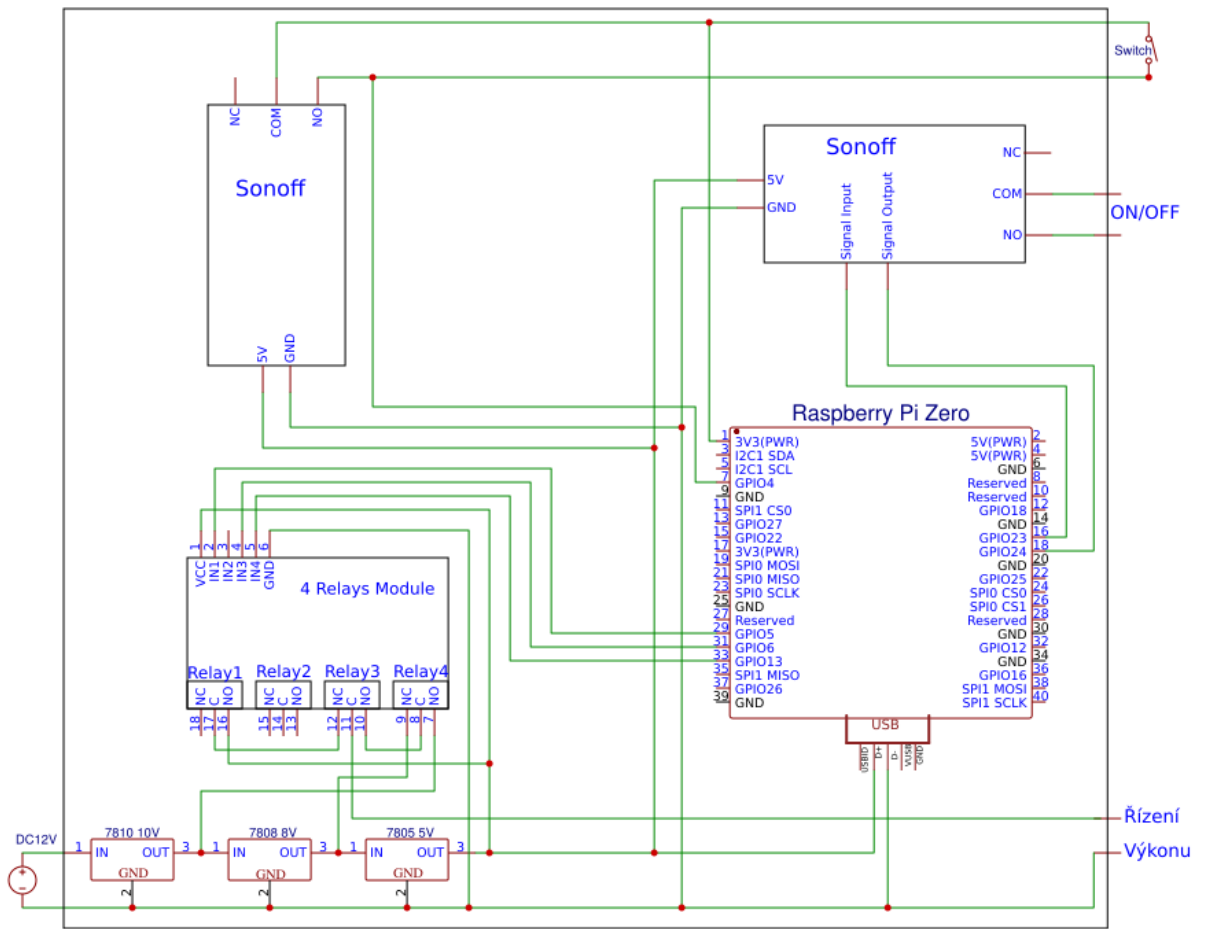 Switch
NC
COM
NO
Sonoff
5V
GND
Sonoff
5V
GND
Signal Input
Signal Output
NC
COM
NO
ON/OFF
Raspberry Pi Zero
1 3V3(PWR) 5V(PWR) 2
3 I2C1 SDA 5V(PWR) 4
5 I2C1 SCL GND 6
7 GPIO4 Reserved 8
9 GND Reserved 10
11 SPI1 CS0 GPIO18 12
13 GPIO27 GND 14
15 GPIO22 GPIO23 16
17 3V3(PWR) GPIO24 18
19 SPI0 MOSI GND 20
21 SPI0 MISO GPIO25 22
23 SPI0 SCLK SPI0 CS0 24
25 GND SPI0 CS1 26
27 Reserved Reserved 28
29 GPIO5 GND 30
31 GPIO6 GPIO12 32
33 GPIO13 GND 34
35 SPI1 MISO GPIO16 36
37 GPIO26 SPI1 MOSI 38
39 GND SPI1 SCLK 40
USB
USBID
D+
D-
VUSB
GND
1 2 3 4 5 6
VCC
IN1
IN2
IN3
IN4
GND
4 Relays Module
Relay1 Relay2 Relay3 Relay4
NC C NO NC C NO NC C NO NC C NO
18 17 16 15 14 13 12 11 10 9 8 7
Řízení
Výkonu
DC12V
7810 10V
1 IN OUT 3
GND
2
7808 8V
1 IN OUT 3
GND
2
7805 5V
1 IN OUT 3
GND
2